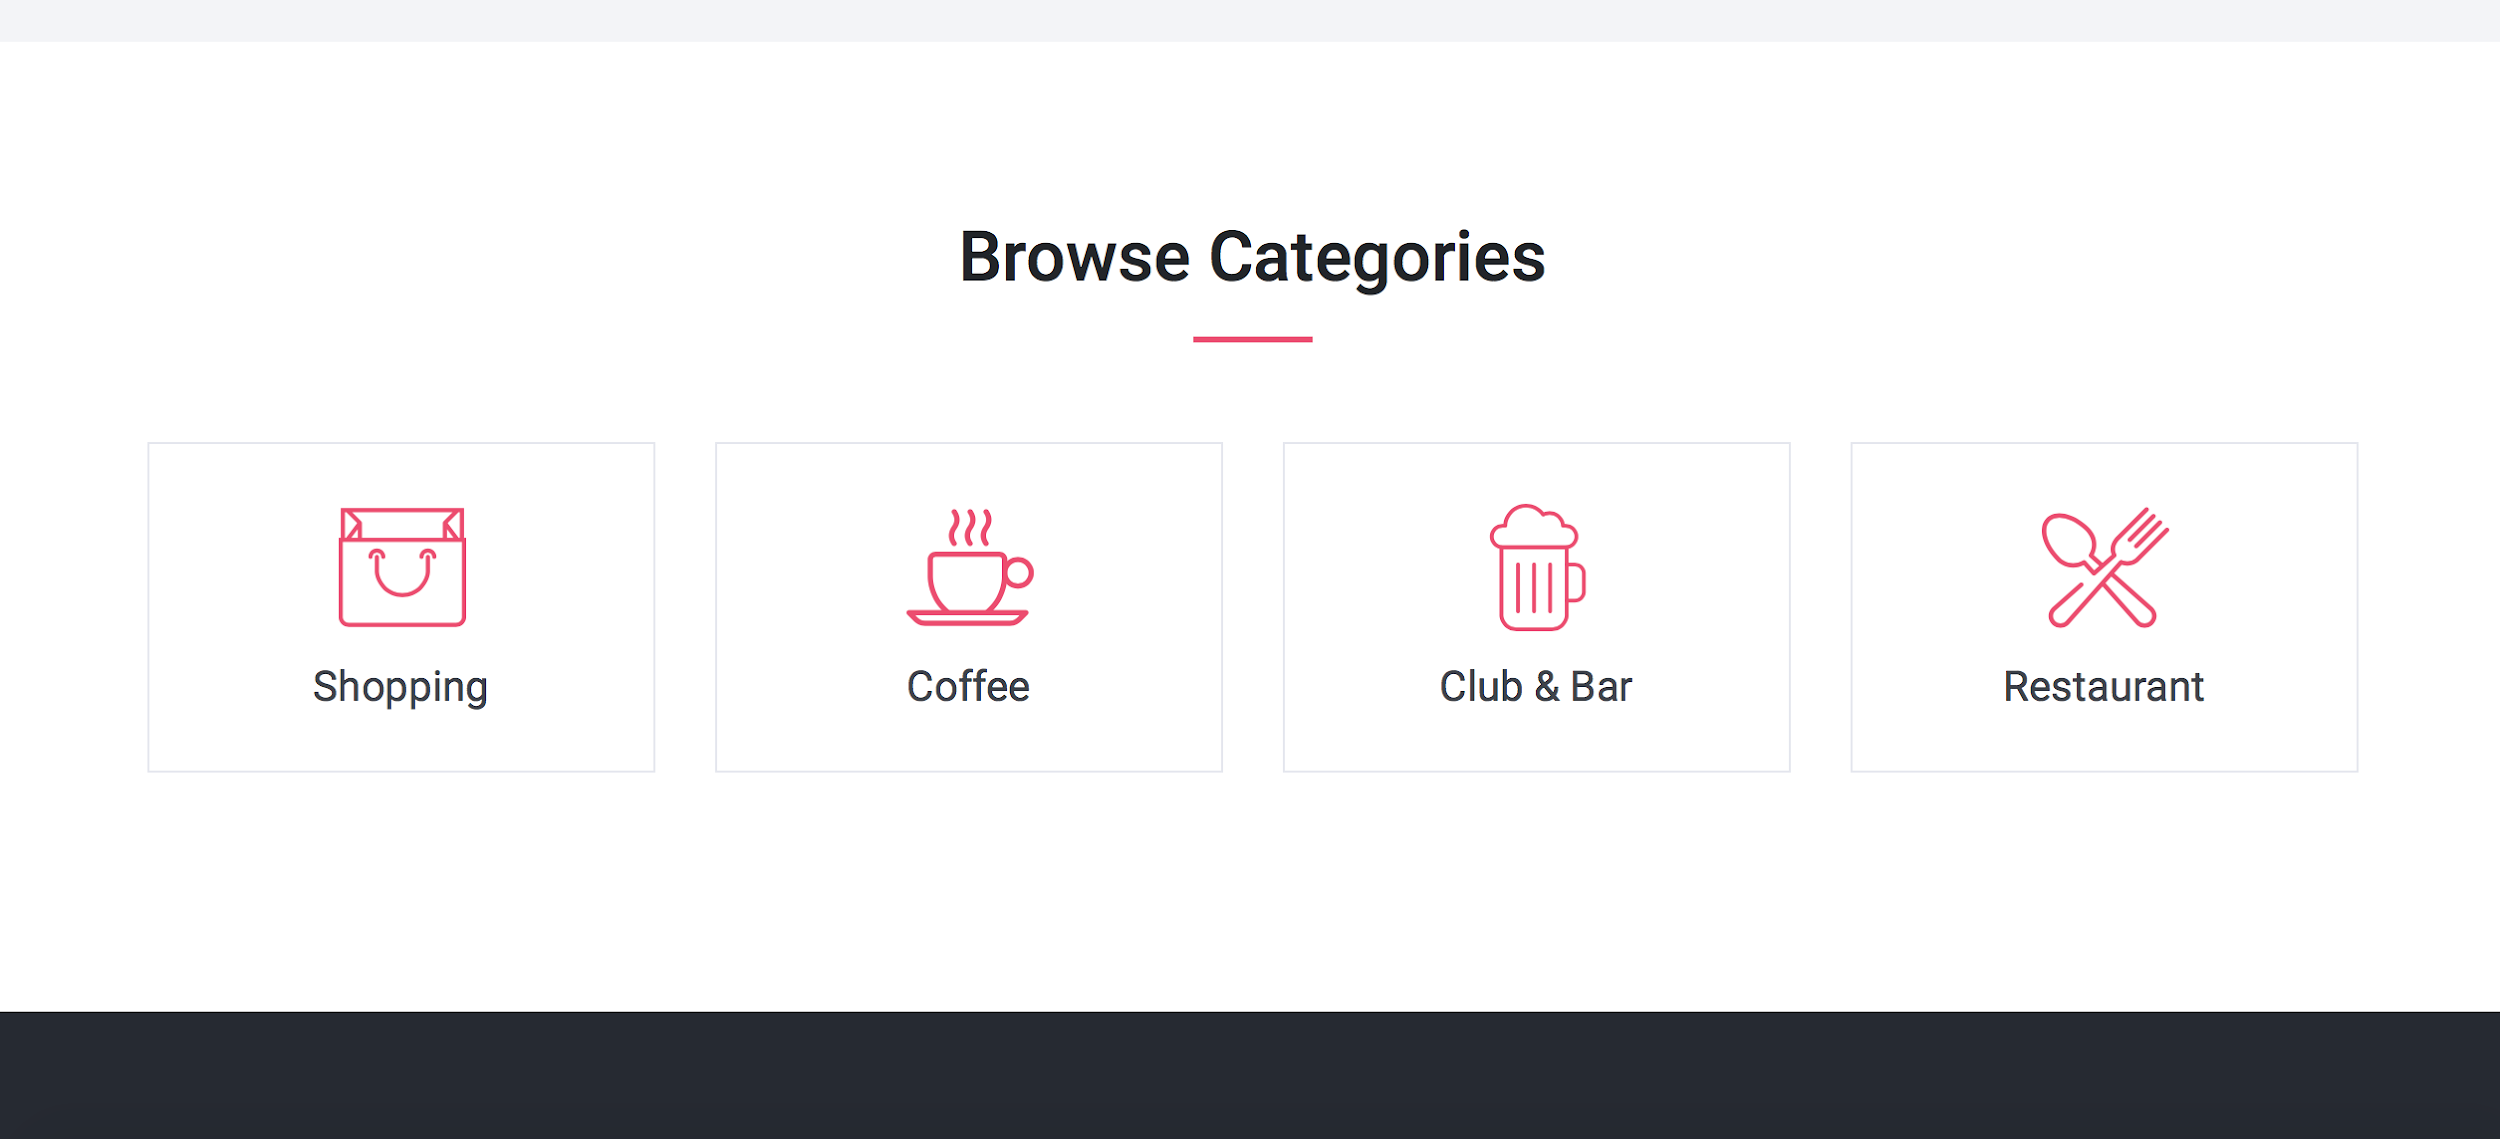 Browse Categories
Shopping
Coffee
Club & Bar
Restaurant